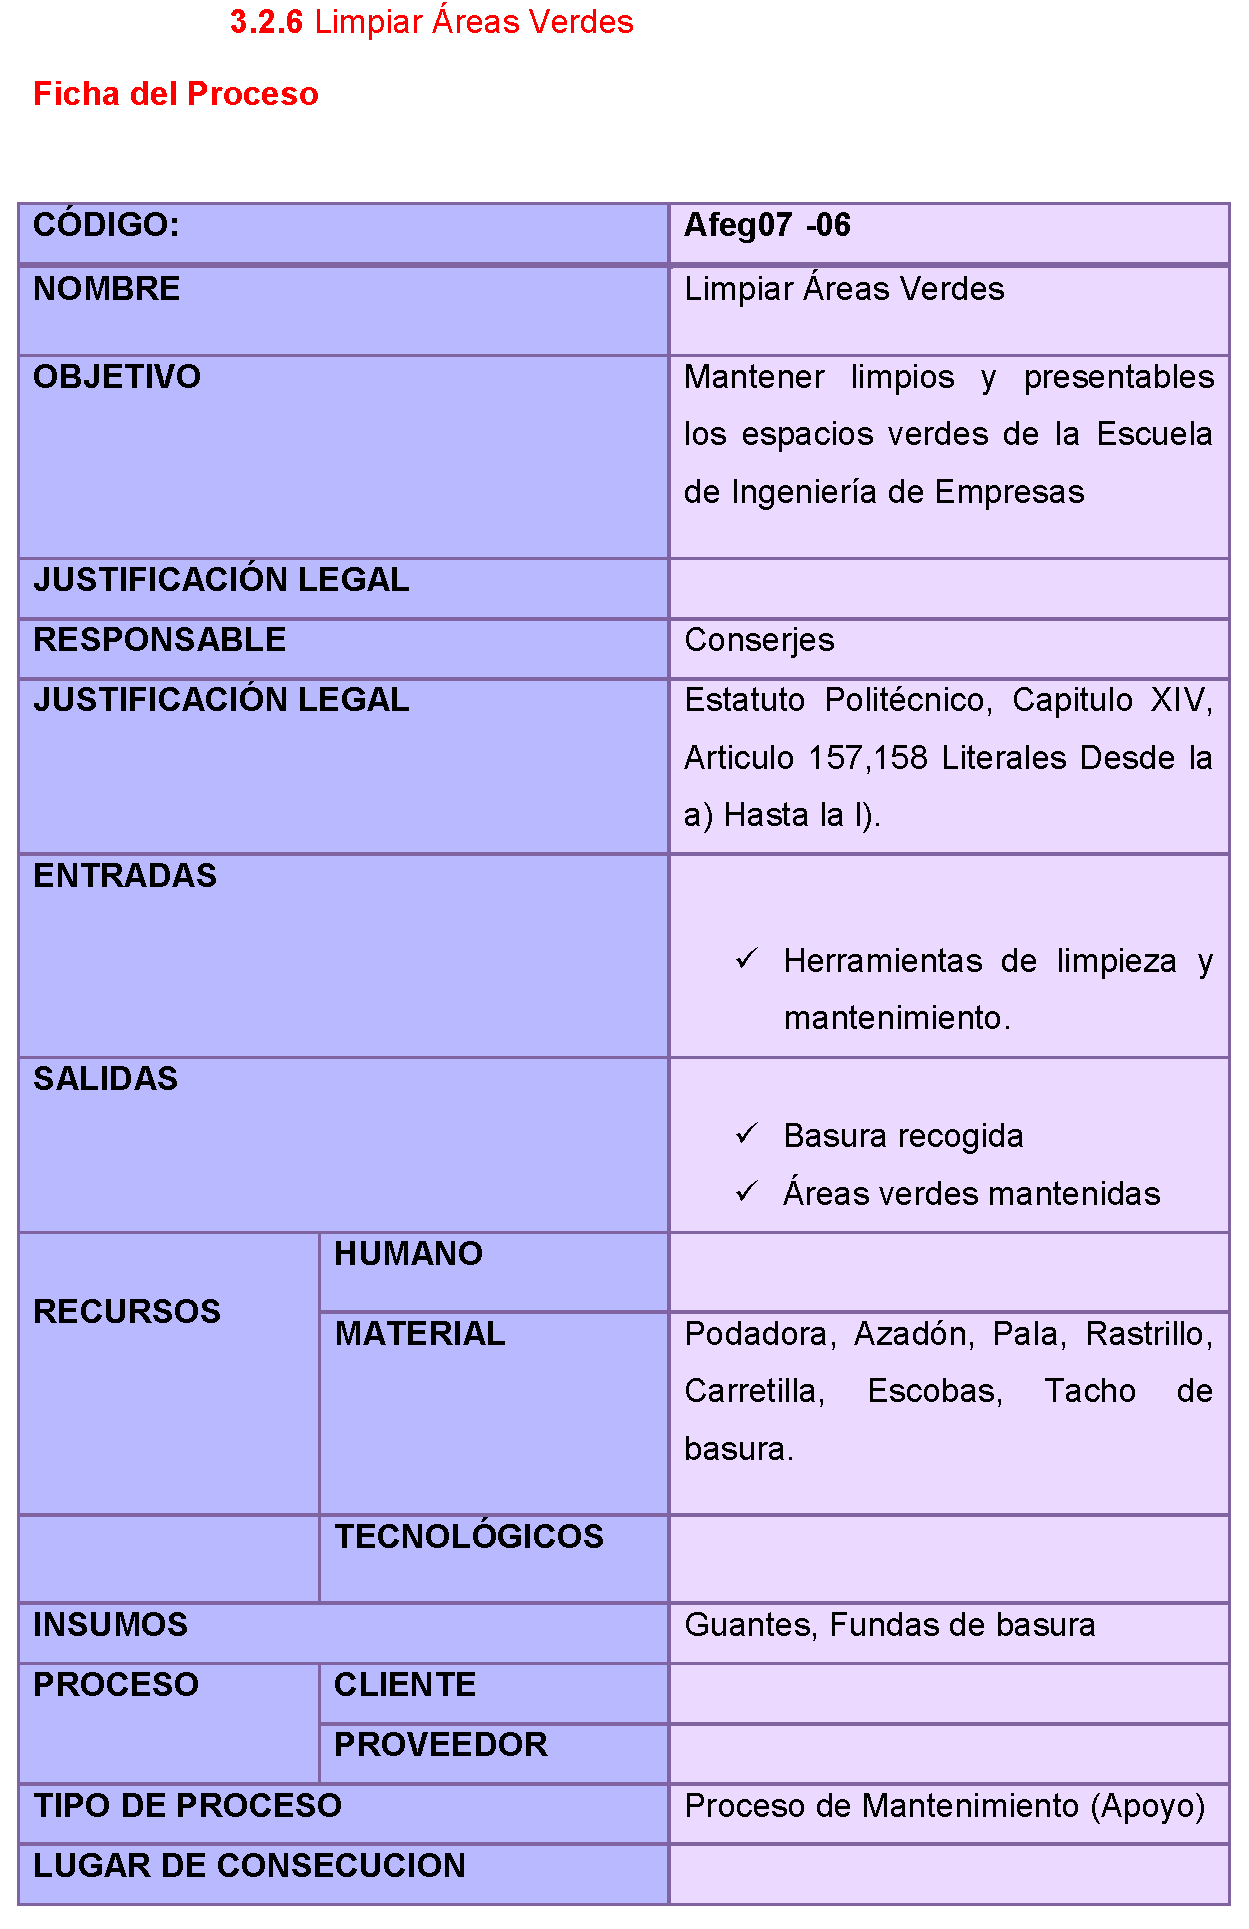 3.2.6 Limpiar Áreas Verdes
Ficha del Proceso
CÓDIGO: Afeg07 -06
NOMBRE Limpiar Áreas Verdes
OBJETIVO Mantener limpios y presentables
los espacios verdes de la Escuela
de Ingeniería de Empresas
JUSTIFICACIÓN LEGAL
RESPONSABLE Conserjes
JUSTIFICACIÓN LEGAL Estatuto Politécnico, Capitulo XIV,
Articulo 157,158 Literales Desde la
a) Hasta la l).
ENTRADAS
✓ Herramientas de limpieza y
mantenimiento.
SALIDAS
✓ Basura recogida
✓ Áreas verdes mantenidas
HUMANO
RECURSOS
MATERIAL Podadora, Azadón, Pala, Rastrillo,
Carretilla, Escobas, Tacho de
basura.
TECNOLÓGICOS
INSUMOS Guantes, Fundas de basura
PROCESO CLIENTE
PROVEEDOR
TIPO DE PROCESO Proceso de Mantenimiento (Apoyo)
LUGAR DE CONSECUCION